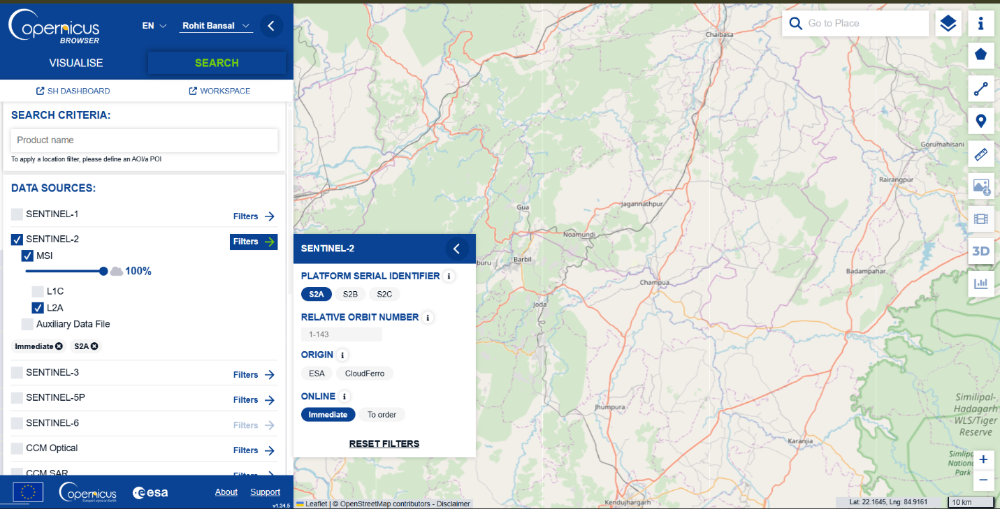 Copernicus
BROWSER
EN
Rohit Bansal
VISUALISE
SEARCH
SH DASHBOARD
WORKSPACE
SEARCH CRITERIA:
Product name
To apply a location filter, please define an AOI/a POI
DATA SOURCES:
SENTINEL-1
Filters
SENTINEL-2
Filters
MSI
100%
L1C
L2A
Auxiliary Data File
Immediate
S2A
SENTINEL-3
Filters
SENTINEL-5P
Filters
SENTINEL-6
Filters
CCM Optical
Filters
CCM SAR
Filters
opernicus
Europe's eyes on Earth
esa
About
Support
v1.34.5
SENTINEL-2
PLATFORM SERIAL IDENTIFIER
i
S2A
S2B
S2C
RELATIVE ORBIT NUMBER
i
1-143
ORIGIN
i
ESA
CloudFerro
ONLINE
i
Immediate
To order
RESET FILTERS
Go to Place
i
3D
Chaibasa
Gorumahisani
Rairangpur
Gua
Jagannathpur
Noamundi
buru
Barbil
Badampahar
Champua
Joda
Jhumpura
Similipal-
Hadagarh
WLS/Tiger
Reserve
Karanjia
Similip
Nationa
Park
Kendujhargarh
+
−
Leaflet | © OpenStreetMap contributors - Disclaimer
Lat: 22.1645, Lng: 84.9161
10 km